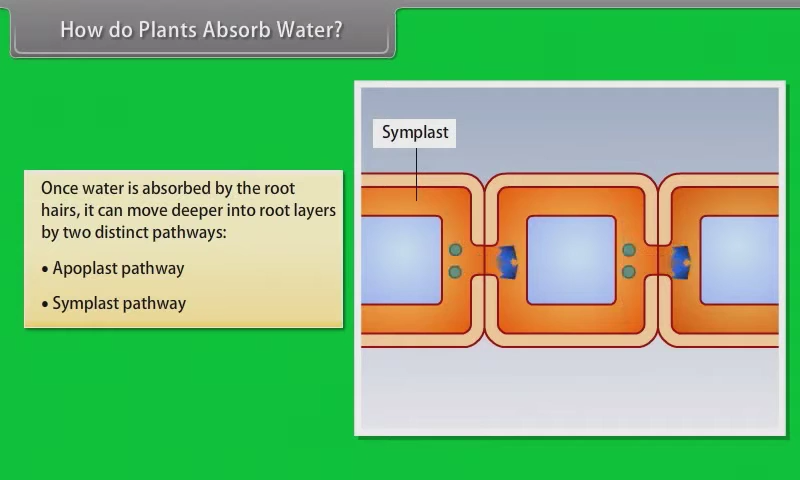 How do Plants Absorb Water?
Symplast
Once water is absorbed by the root
hairs, it can move deeper into root layers
by two distinct pathways:
• Apoplast pathway
• Symplast pathway